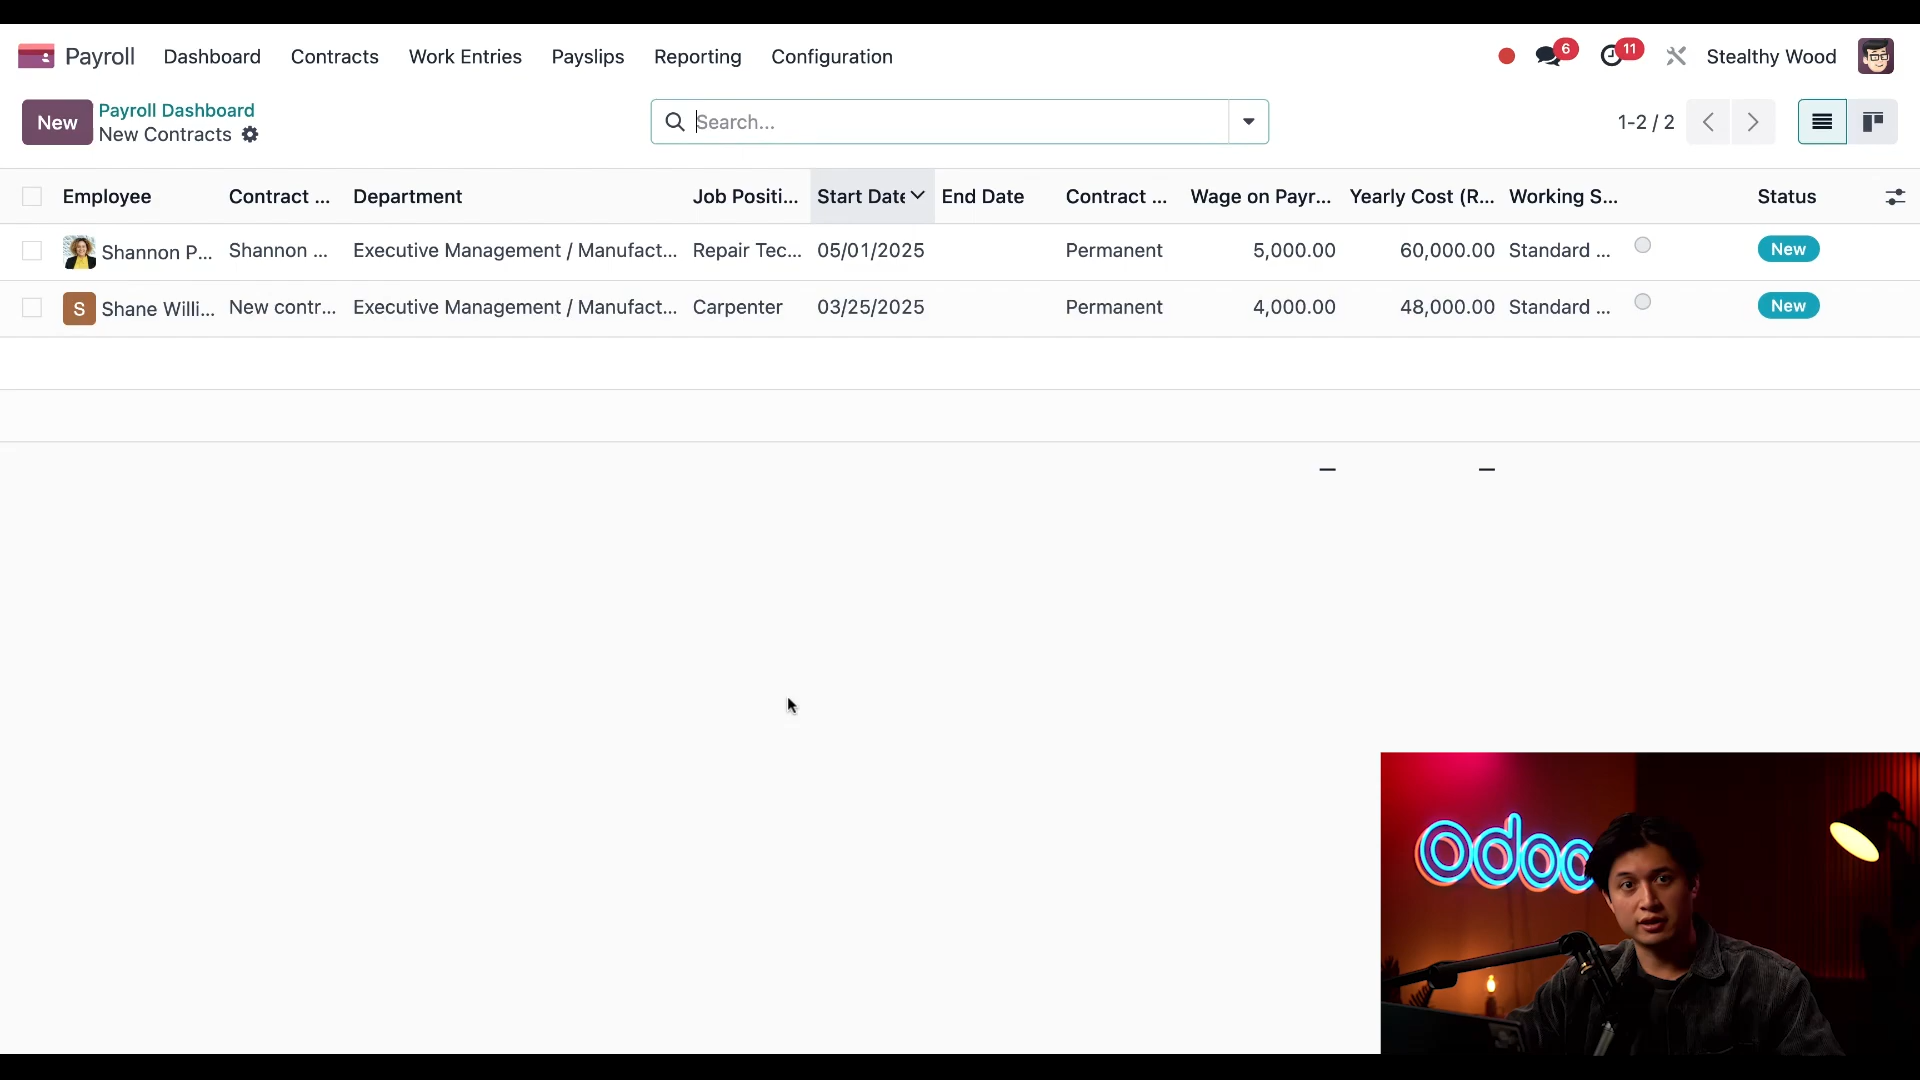 Payroll Dashboard Contracts Work Entries Payslips Reporting Configuration 6 11 Stealthy Wood
New Payroll Dashboard Search... 1-2 / 2
New Contracts
Employee Contract ... Department Job Positi... Start Date End Date Contract ... Wage on Payr... Yearly Cost (R... Working S... Status
Shannon P... Shannon ... Executive Management / Manufact... Repair Tec... 05/01/2025 Permanent 5,000.00 60,000.00 Standard ... New
S Shane Willi... New contr... Executive Management / Manufact... Carpenter 03/25/2025 Permanent 4,000.00 48,000.00 Standard ... New
odoo